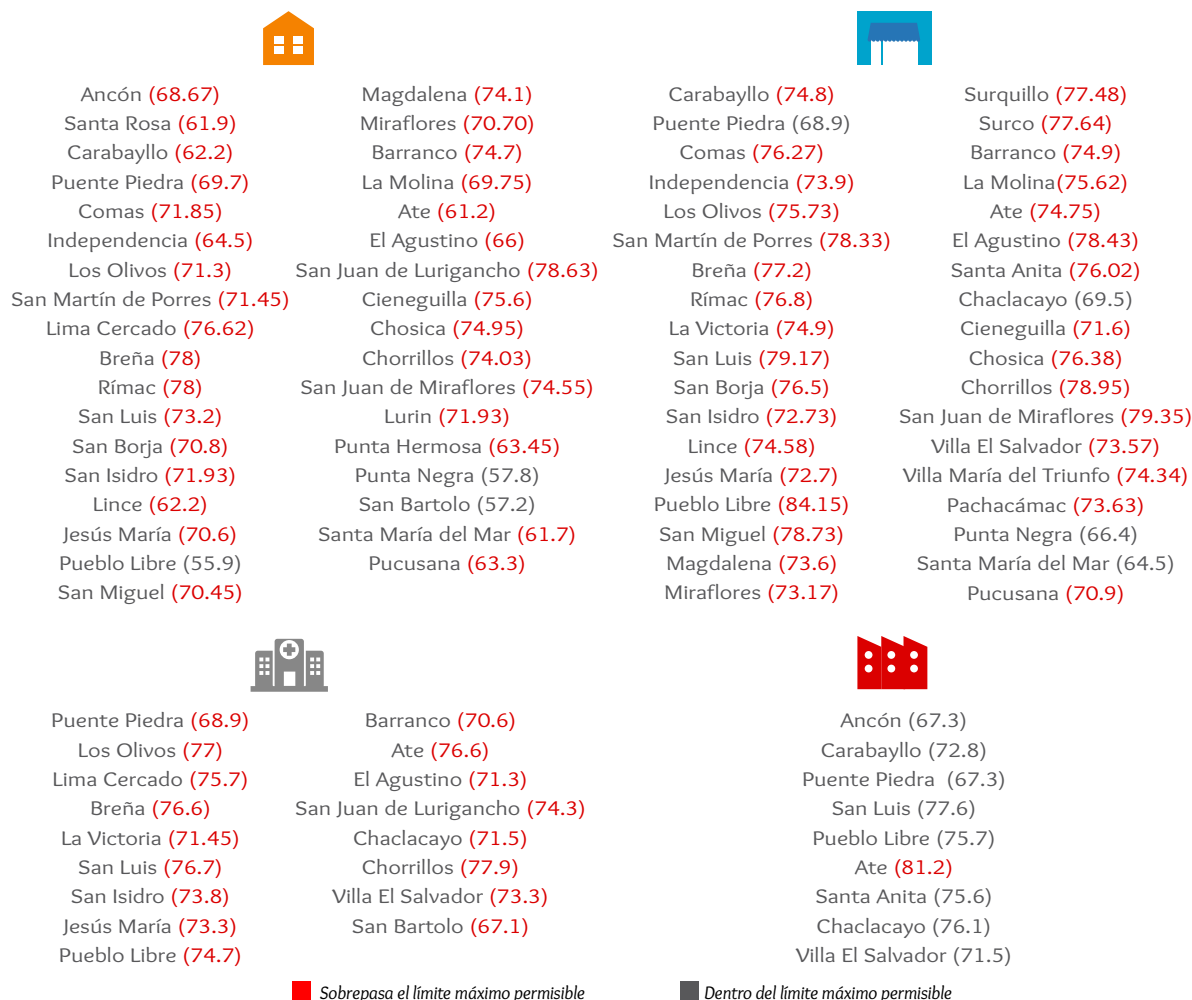 Ancón (68.67)
Santa Rosa (61.9)
Carabayllo (62.2)
Puente Piedra (69.7)
Comas (71.85)
Independencia (64.5)
Los Olivos (71.3)
San Martín de Porres (71.45)
Lima Cercado (76.62)
Breña (78)
Rímac (78)
San Luis (73.2)
San Borja (70.8)
San Isidro (71.93)
Lince (62.2)
Jesús María (70.6)
Pueblo Libre (55.9)
San Miguel (70.45)
Magdalena (74.1)
Miraflores (70.70)
Barranco (74.7)
La Molina (69.75)
Ate (61.2)
El Agustino (66)
San Juan de Lurigancho (78.63)
Cieneguilla (75.6)
Chosica (74.95)
Chorrillos (74.03)
San Juan de Miraflores (74.55)
Lurin (71.93)
Punta Hermosa (63.45)
Punta Negra (57.8)
San Bartolo (57.2)
Santa María del Mar (61.7)
Pucusana (63.3)
Carabayllo (74.8)
Puente Piedra (68.9)
Comas (76.27)
Independencia (73.9)
Los Olivos (75.73)
San Martín de Porres (78.33)
Breña (77.2)
Rímac (76.8)
La Victoria (74.9)
San Luis (79.17)
San Borja (76.5)
San Isidro (72.73)
Lince (74.58)
Jesús María (72.7)
Pueblo Libre (84.15)
San Miguel (78.73)
Magdalena (73.6)
Miraflores (73.17)
Surquillo (77.48)
Surco (77.64)
Barranco (74.9)
La Molina(75.62)
Ate (74.75)
El Agustino (78.43)
Santa Anita (76.02)
Chaclacayo (69.5)
Cieneguilla (71.6)
Chosica (76.38)
Chorrillos (78.95)
San Juan de Miraflores (79.35)
Villa El Salvador (73.57)
Villa María del Triunfo (74.34)
Pachacámac (73.63)
Punta Negra (66.4)
Santa María del Mar (64.5)
Pucusana (70.9)
Puente Piedra (68.9)
Los Olivos (77)
Lima Cercado (75.7)
Breña (76.6)
La Victoria (71.45)
San Luis (76.7)
San Isidro (73.8)
Jesús María (73.3)
Pueblo Libre (74.7)
Barranco (70.6)
Ate (76.6)
El Agustino (71.3)
San Juan de Lurigancho (74.3)
Chaclacayo (71.5)
Chorrillos (77.9)
Villa El Salvador (73.3)
San Bartolo (67.1)
Ancón (67.3)
Carabayllo (72.8)
Puente Piedra (67.3)
San Luis (77.6)
Pueblo Libre (75.7)
Ate (81.2)
Santa Anita (75.6)
Chaclacayo (76.1)
Villa El Salvador (71.5)
Sobrepasa el límite máximo permisible
Dentro del límite máximo permisible